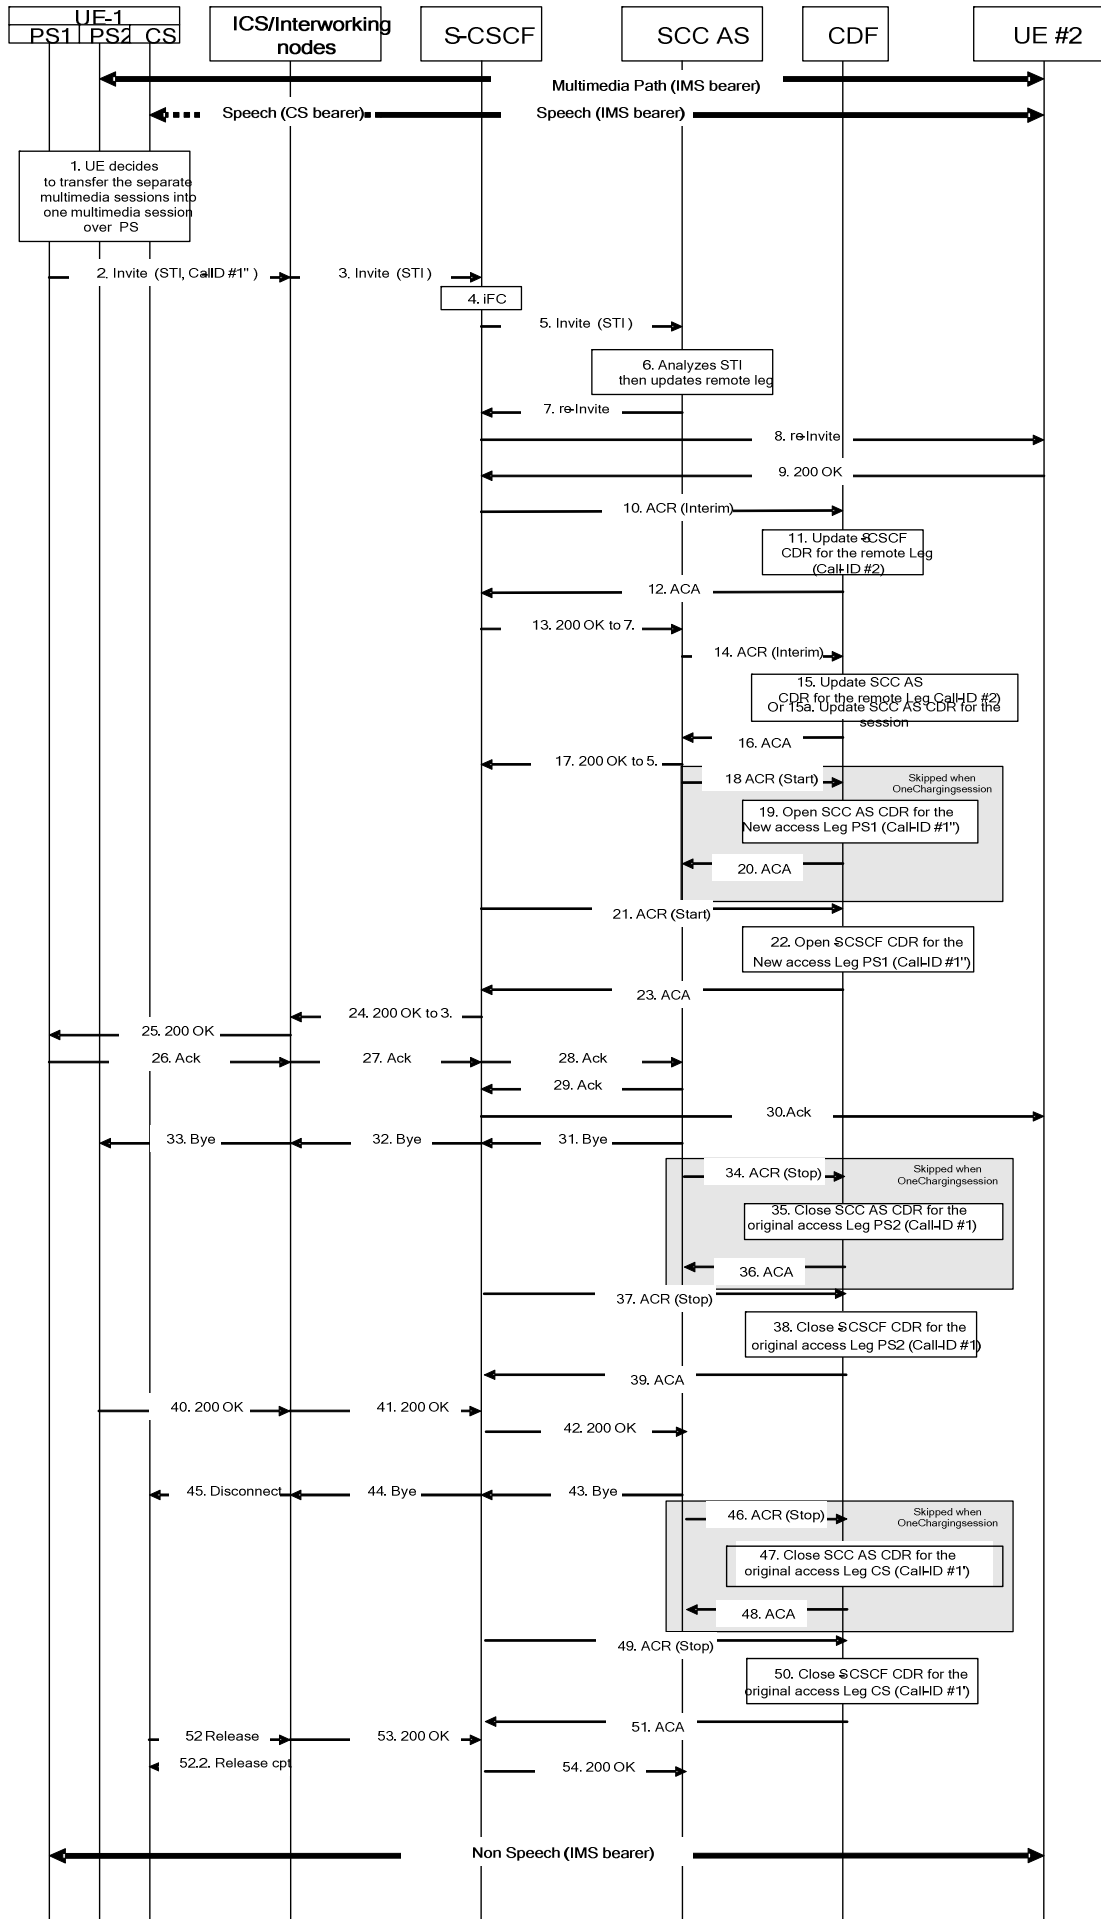 UE-1
PS1 PS2 CS
ICS/Interworking
nodes
S-CSCF
SCC AS
CDF
UE #2
Multimedia Path (IMS bearer)
Speech (CS bearer)
Speech (IMS bearer)
1. UE decides
to transfer the separate
multimedia sessions into
one multimedia session
over PS
2. Invite (STI, Call-ID #1'' )
3. Invite (STI )
4. iFC
5. Invite (STI )
6. Analyzes STI
then updates remote leg
7. re-Invite
8. re-Invite
9. 200 OK
10. ACR (Interim)
11. Update S-CSCF
CDR for the remote Leg
(Call-ID #2)
12. ACA
13. 200 OK to 7.
14. ACR (Interim)
15. Update SCC AS
CDR for the remote Leg Call-ID #2)
Or 15a. Update SCC AS CDR for the
session
16. ACA
17. 200 OK to 5.
18 ACR (Start)
Skipped when
OneChargingsession
19. Open SCC AS CDR for the
New access Leg PS1 (Call-ID #1'')
20. ACA
21. ACR (Start)
22. Open S-CSCF CDR for the
New access Leg PS1 (Call-ID #1'')
23. ACA
24. 200 OK to 3.
25. 200 OK
26. Ack
27. Ack
28. Ack
29. Ack
30.Ack
33. Bye
32. Bye
31. Bye
34. ACR (Stop)
Skipped when
OneChargingsession
35. Close SCC AS CDR for the
original access Leg PS2 (Call-ID #1)
36. ACA
37. ACR (Stop)
38. Close S-CSCF CDR for the
original access Leg PS2 (Call-ID #1)
39. ACA
40. 200 OK
41. 200 OK
42. 200 OK
45. Disconnect
44. Bye
43. Bye
46. ACR (Stop)
Skipped when
OneChargingsession
47. Close SCC AS CDR for the
original access Leg CS (Call-ID #1')
48. ACA
49. ACR (Stop)
50. Close S-CSCF CDR for the
original access Leg CS (Call-ID #1')
51. ACA
52 Release
53. 200 OK
52.2. Release cpt
54. 200 OK
Non Speech (IMS bearer)